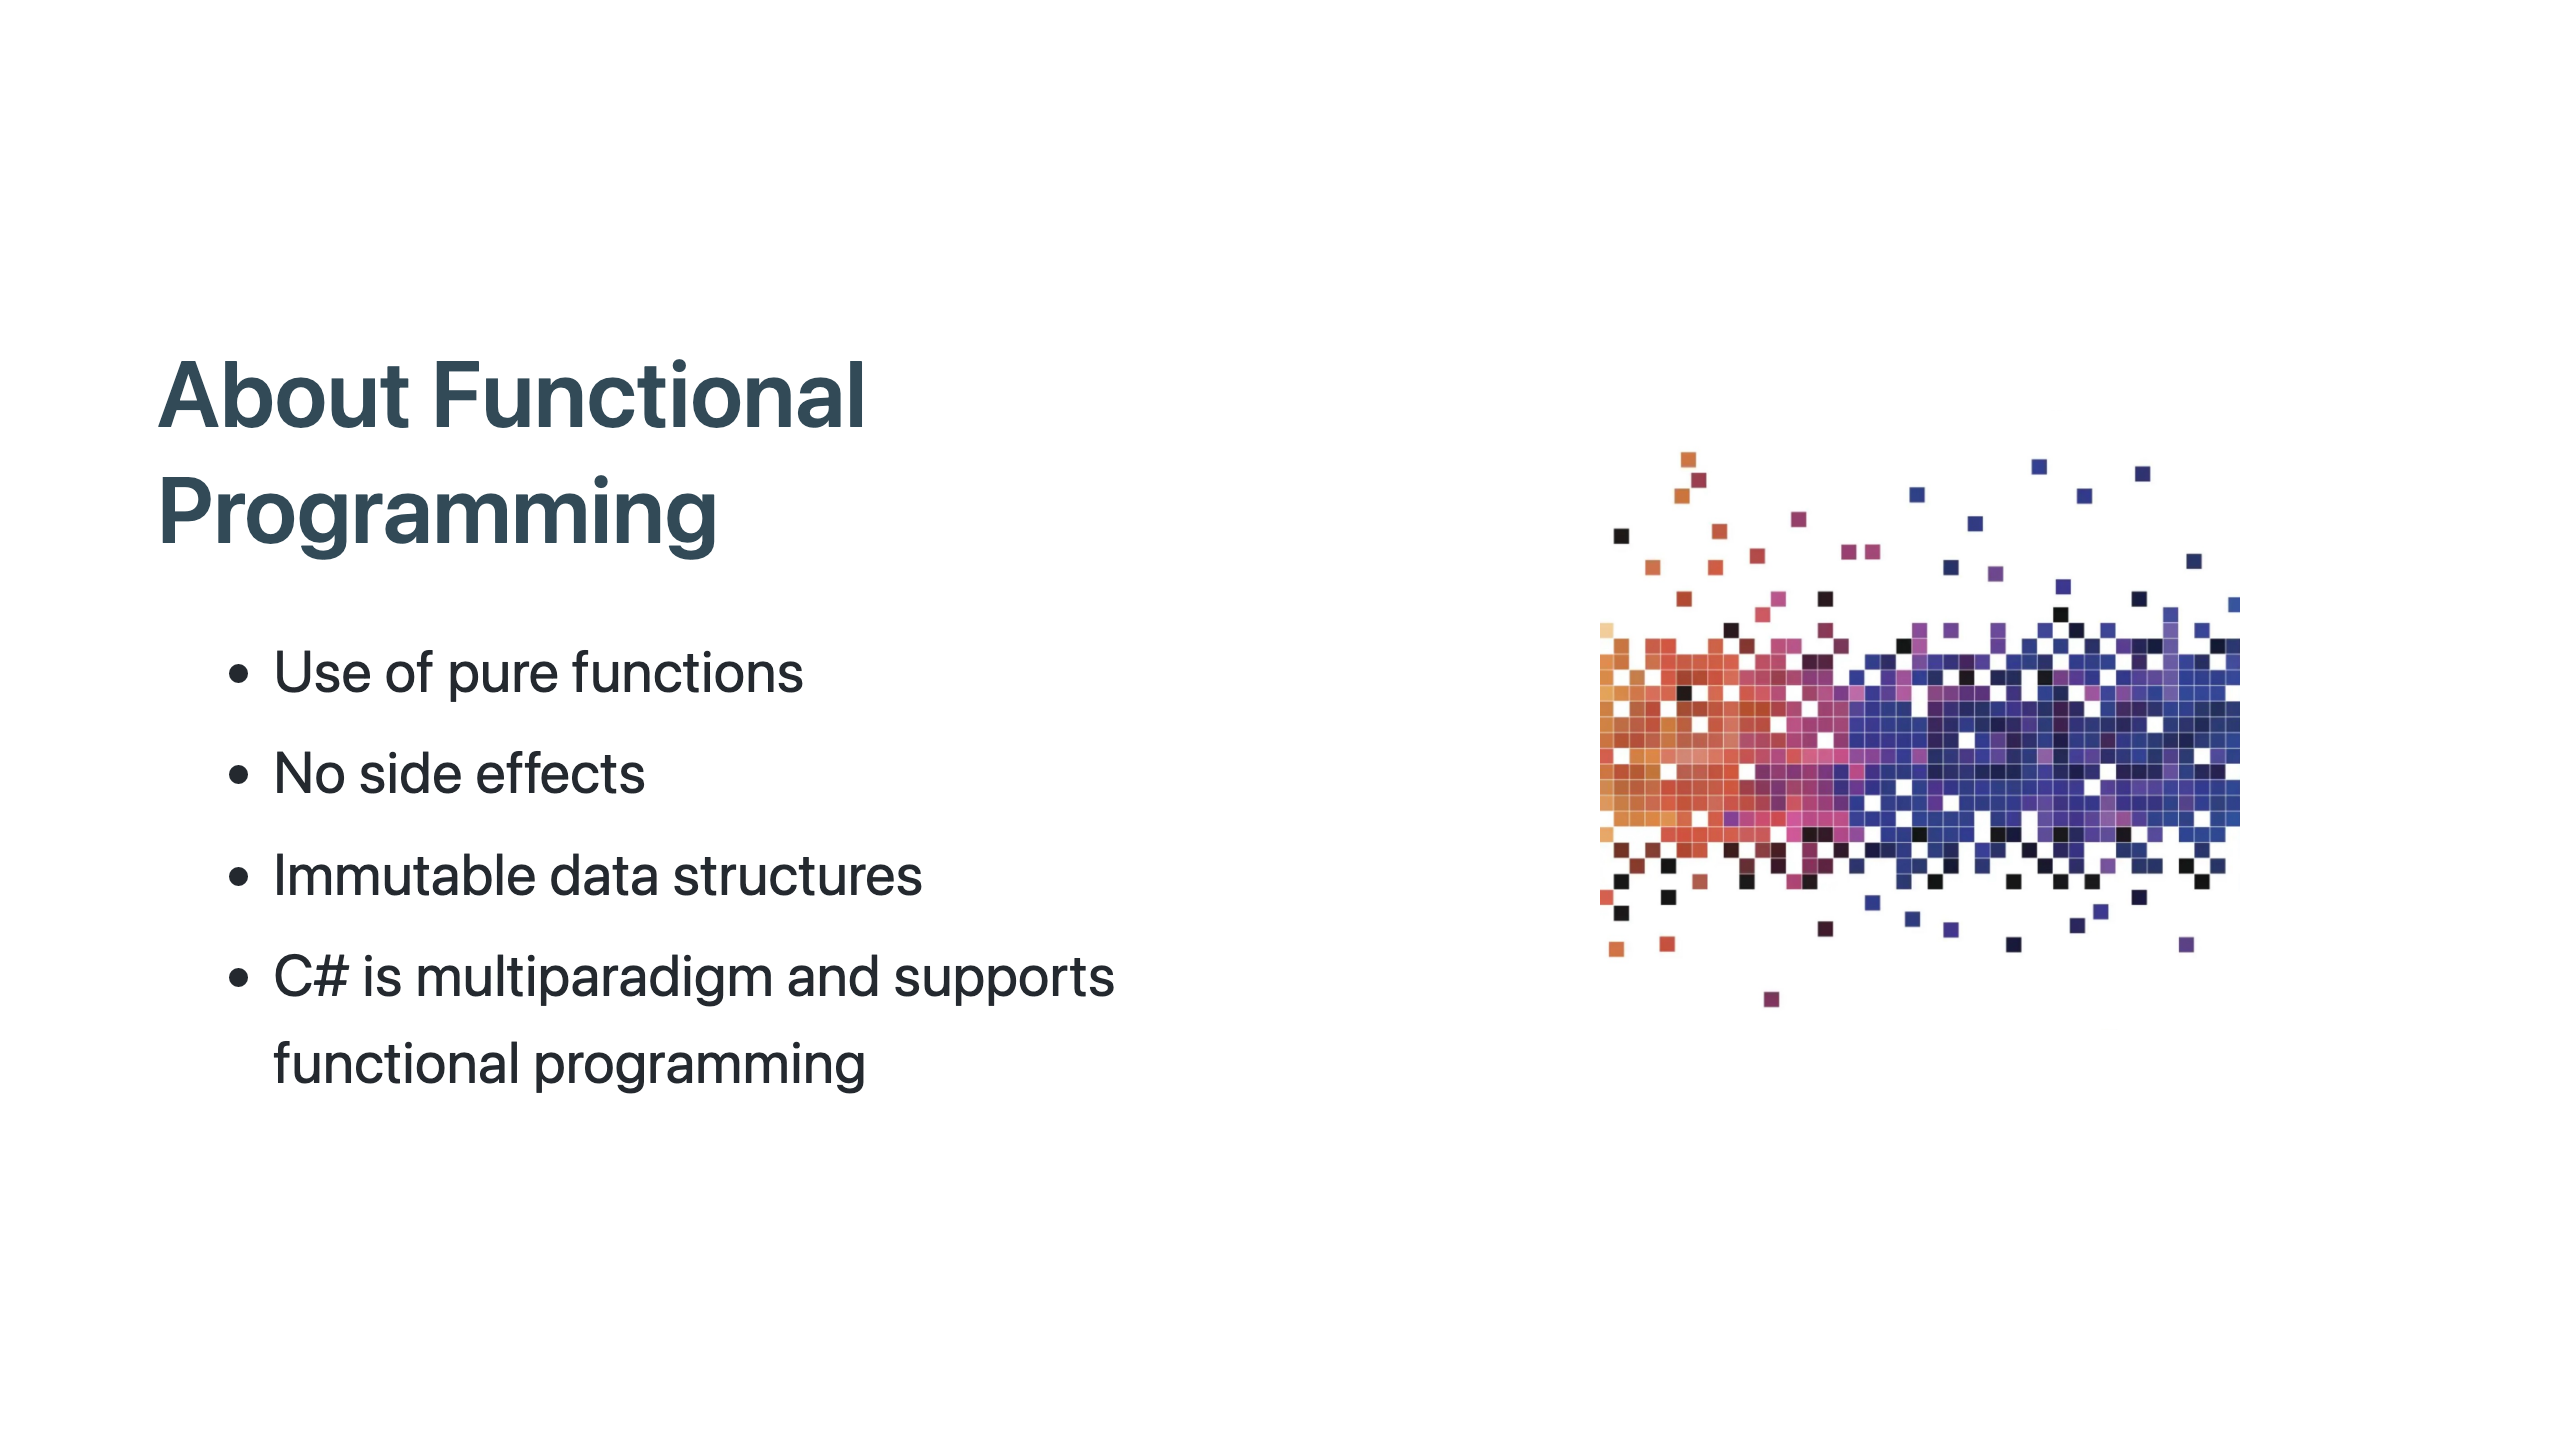 About Functional
Programming
• Use of pure functions
• No side effects
• Immutable data structures
• C# is multiparadigm and supports
functional programming